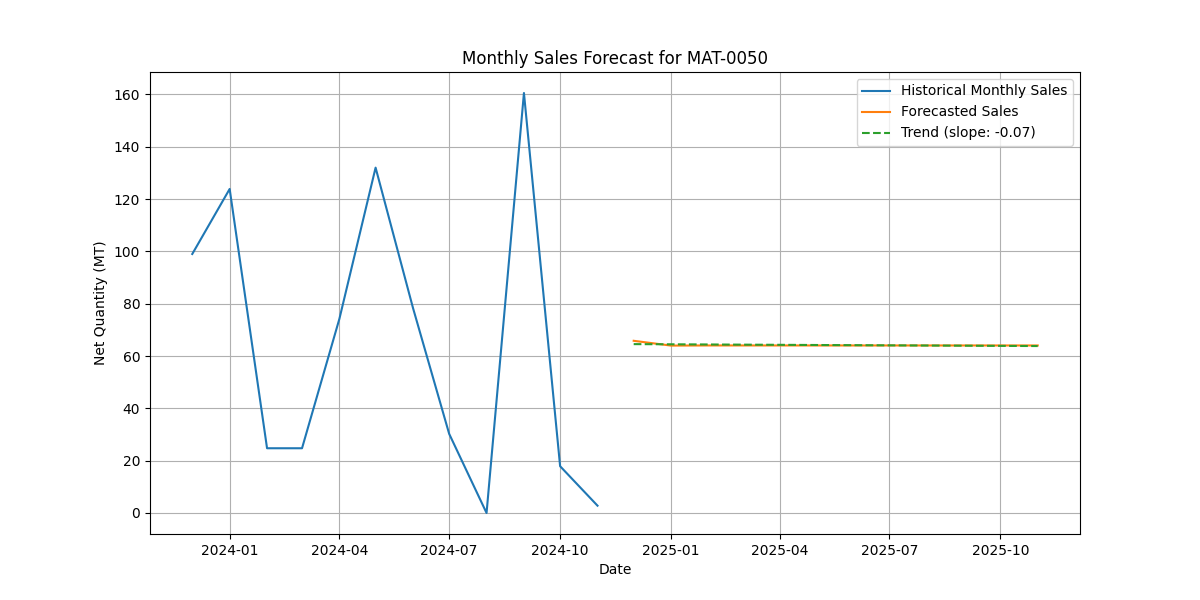 Monthly Sales Forecast for MAT-0050
Historical Monthly Sales
Forecasted Sales
Trend (slope: -0.07)
Net Quantity (MT)
160
140
120
100
80
60
40
20
0
2024-01 2024-04 2024-07 2024-10 2025-01 2025-04 2025-07 2025-10
Date